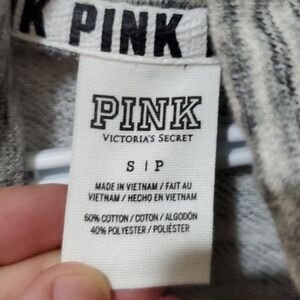 K PINK
PINK
VICTORIA'S SECRET
S | P
MADE IN VIETNAM / FAIT AU
VIETNAM / HECHO EN VIETNAM
60% COTTON / COTON / ALGODÓN
40% POLYESTER / POLIÉSTER